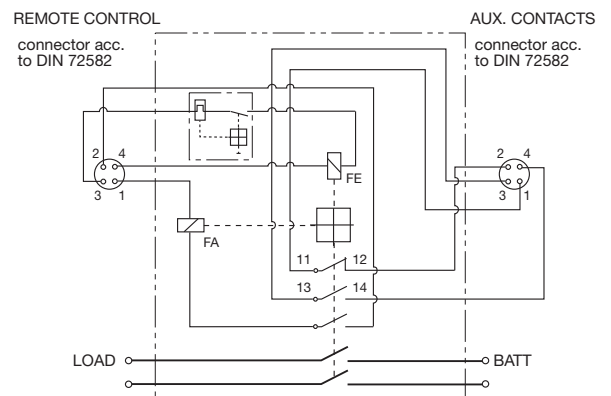 REMOTE CONTROL
connector acc.
to DIN 72582
AUX. CONTACTS
connector acc.
to DIN 72582
2 4
3 1
FE
2 4
3 1
FA
11 12
13 14
LOAD
BATT